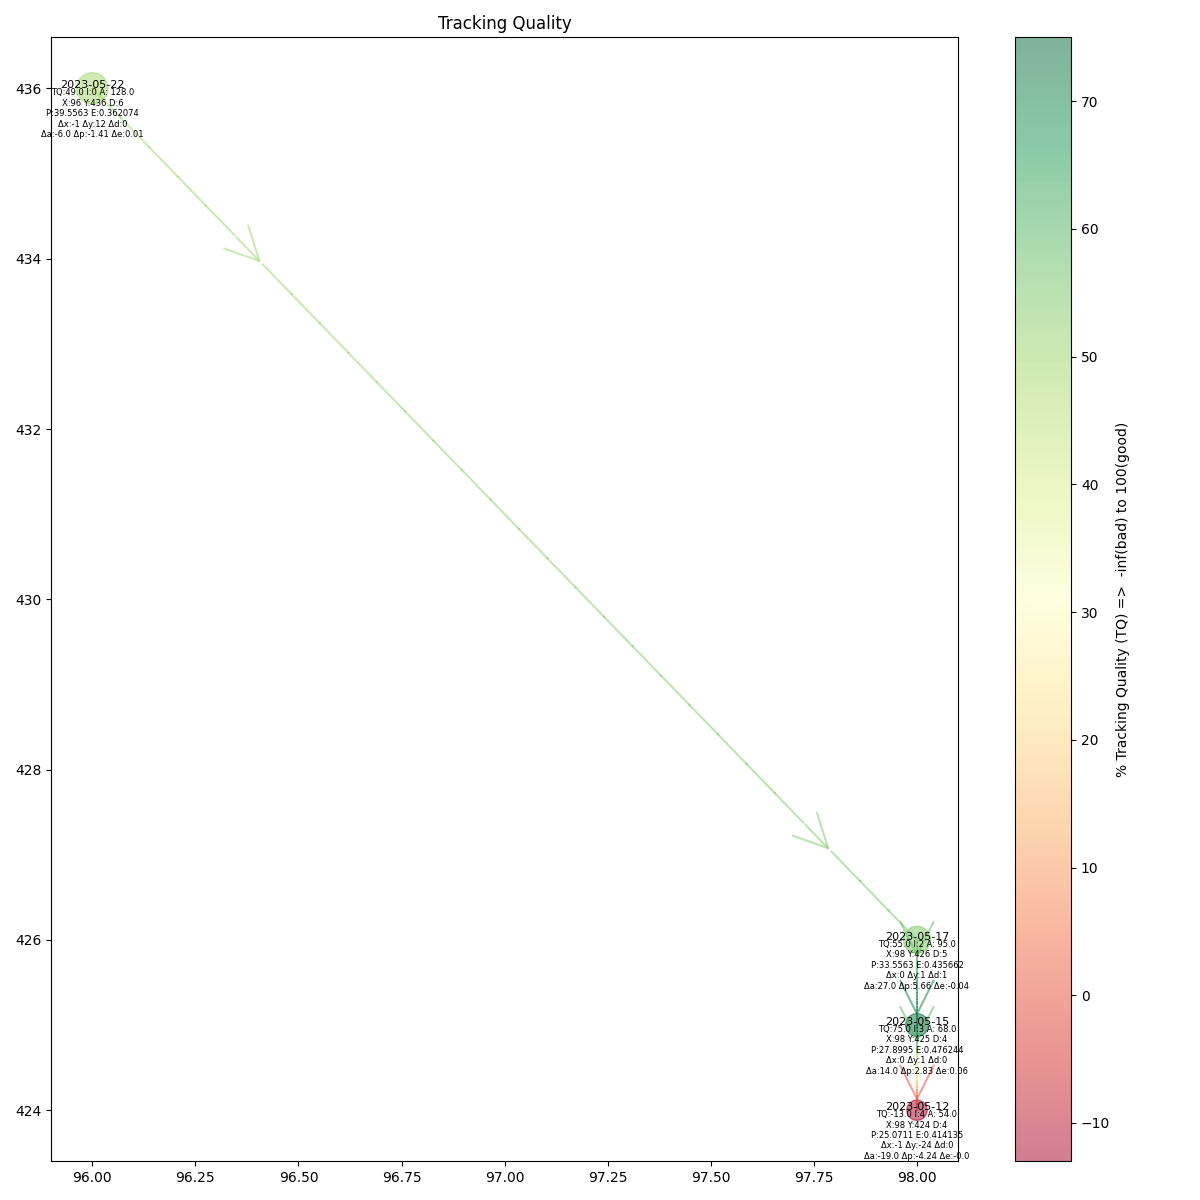 Tracking Quality
436
434
432
430
428
426
424
96.00 96.25 96.50 96.75 97.00 97.25 97.50 97.75 98.00
2023-05-22
TQ:49.0 I:0 A: 128.0
X:96 Y:436 D:6
P:39.5563 E:0.362074
Δx:-1 Δy:12 Δd:0
Δa:-6.0 Δp:-1.41 Δe:0.01
2023-05-17
TQ:55.0 I:2 A: 95.0
X:98 Y:426 D:5
P:33.5563 E:0.435662
Δx:0 Δy:1 Δd:1
Δa:27.0 Δp:5.66 Δe:-0.04
2023-05-15
TQ:75.0 I:3 A: 68.0
X:98 Y:425 D:4
P:27.8995 E:0.476244
Δx:0 Δy:1 Δd:0
Δa:14.0 Δp:2.83 Δe:0.06
2023-05-12
TQ:-13.0 I:4 A: 54.0
X:98 Y:424 D:4
P:25.0711 E:0.414135
Δx:-1 Δy:-24 Δd:0
Δa:-19.0 Δp:-4.24 Δe:-0.0
70
60
50
40
30
20
10
0
−10
% Tracking Quality (TQ) => -inf(bad) to 100(good)